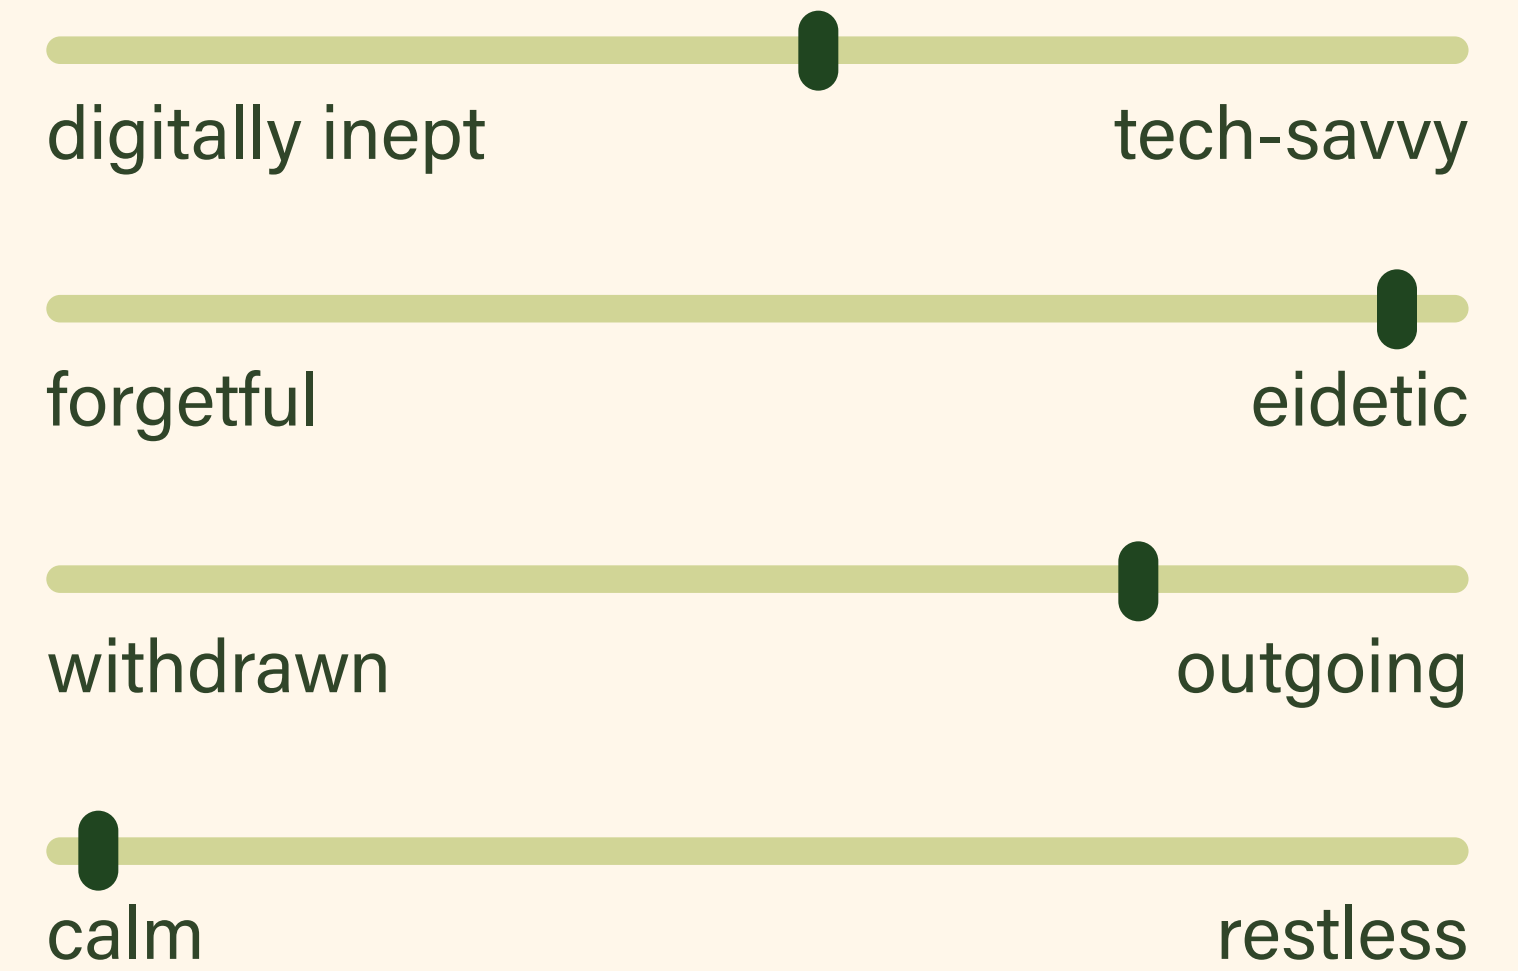 digitally inept tech-savvy
forgetful eidetic
withdrawn outgoing
calm restless